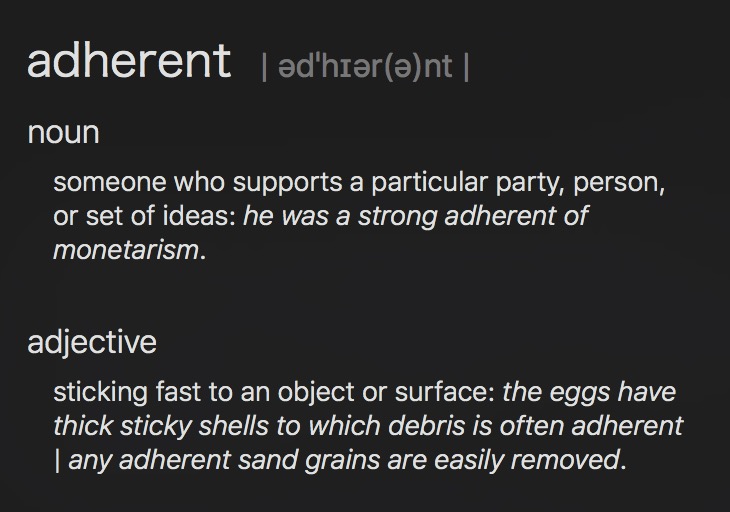 adherent | ədˈhɪər(ə)nt |
noun
someone who supports a particular party, person,
or set of ideas: he was a strong adherent of
monetarism.
adjective
sticking fast to an object or surface: the eggs have
thick sticky shells to which debris is often adherent
| any adherent sand grains are easily removed.